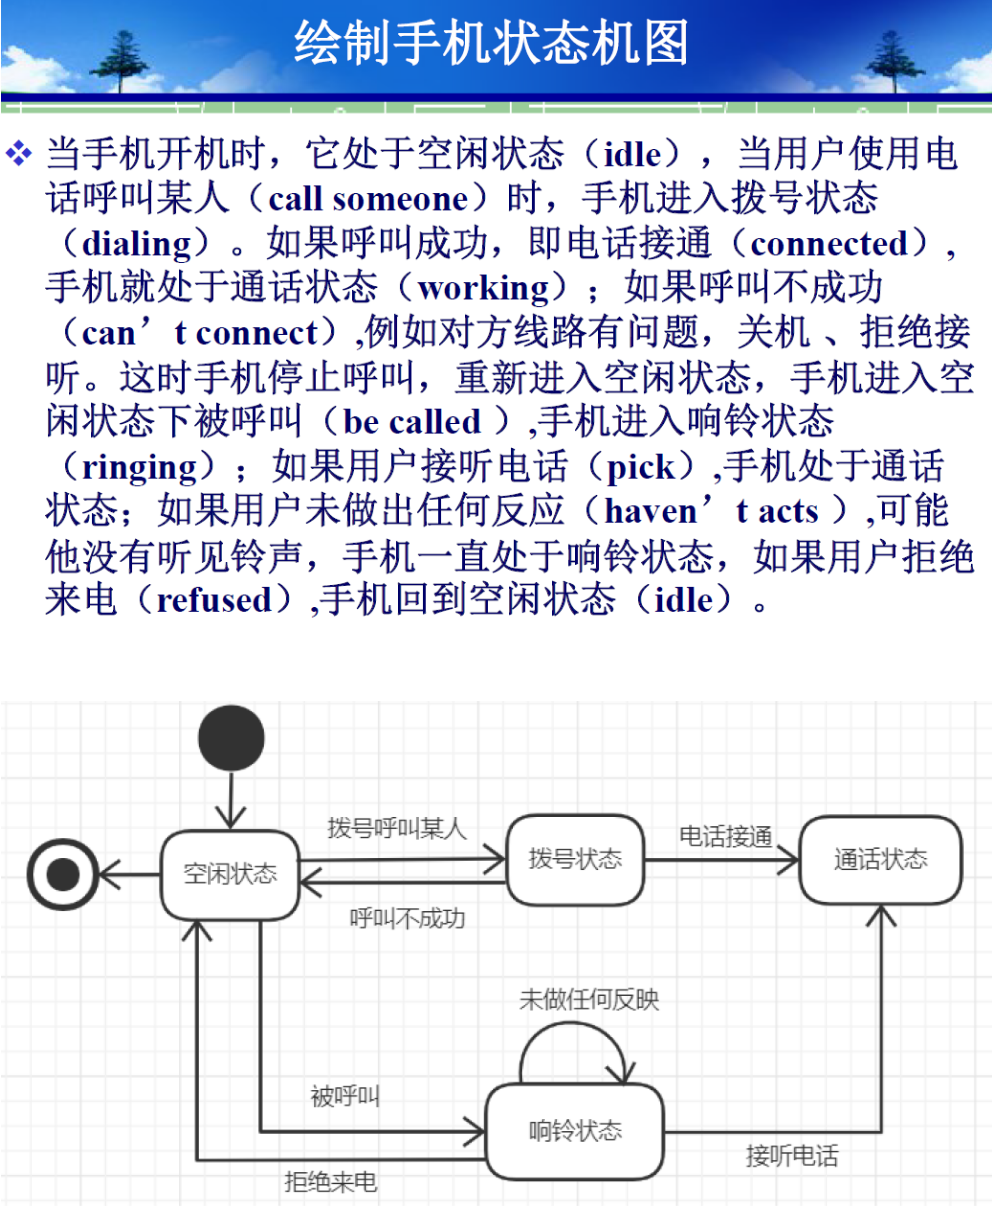 绘制手机状态机图
❖ 当手机开机时，它处于空闲状态（idle），当用户使用电
话呼叫某人（call someone）时，手机进入拨号状态
（dialing）。如果呼叫成功，即电话接通（connected）,
手机就处于通话状态（working）；如果呼叫不成功
（can’t connect）,例如对方线路有问题，关机 、拒绝接
听。这时手机停止呼叫，重新进入空闲状态，手机进入空
闲状态下被呼叫（be called ）,手机进入响铃状态
（ringing）；如果用户接听电话（pick）,手机处于通话
状态；如果用户未做出任何反应（haven’t acts ）,可能
他没有听见铃声，手机一直处于响铃状态，如果用户拒绝
来电（refused）,手机回到空闲状态（idle）。
拨号呼叫某人
电话接通
空闲状态
拨号状态
通话状态
呼叫不成功
未做任何反映
被呼叫
响铃状态
接听电话
拒绝来电